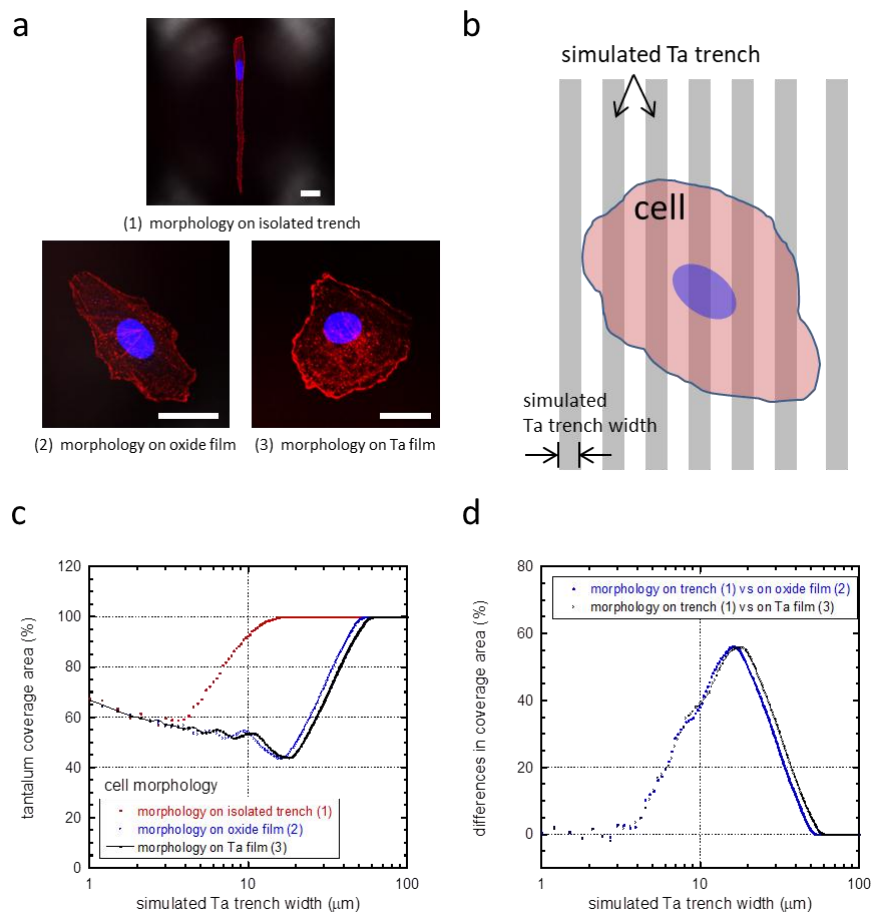 a
(1) morphology on isolated trench
(2) morphology on oxide film
(3) morphology on Ta film
b
simulated Ta trench
cell
simulated
Ta trench width
c
120
100
80
60
40
20
0
tantalum coverage area (%)
cell morphology
morphology on isolated trench (1)
morphology on oxide film (2)
morphology on Ta film (3)
1
10
100
simulated Ta trench width (μm)
d
80
60
40
20
0
differences in coverage area (%)
morphology on trench (1) vs on oxide film (2)
morphology on trench (1) vs on Ta film (3)
1
10
100
simulated Ta trench width (μm)